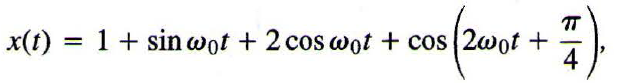 x(t) = 1 + sin ω₀t + 2 cos ω₀t + cos(2ω₀t + π/4),